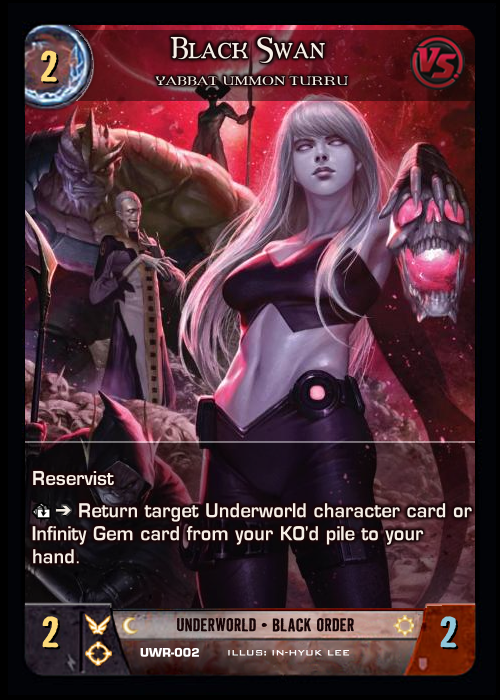 2
BLACK SWAN
YABBAT UMMON TURRU
VS
Reservist
➔ Return target Underworld character card or
Infinity Gem card from your KO'd pile to your
hand.
2
UNDERWORLD • BLACK ORDER
2
UWR-002
ILLUS: IN-HYUK LEE